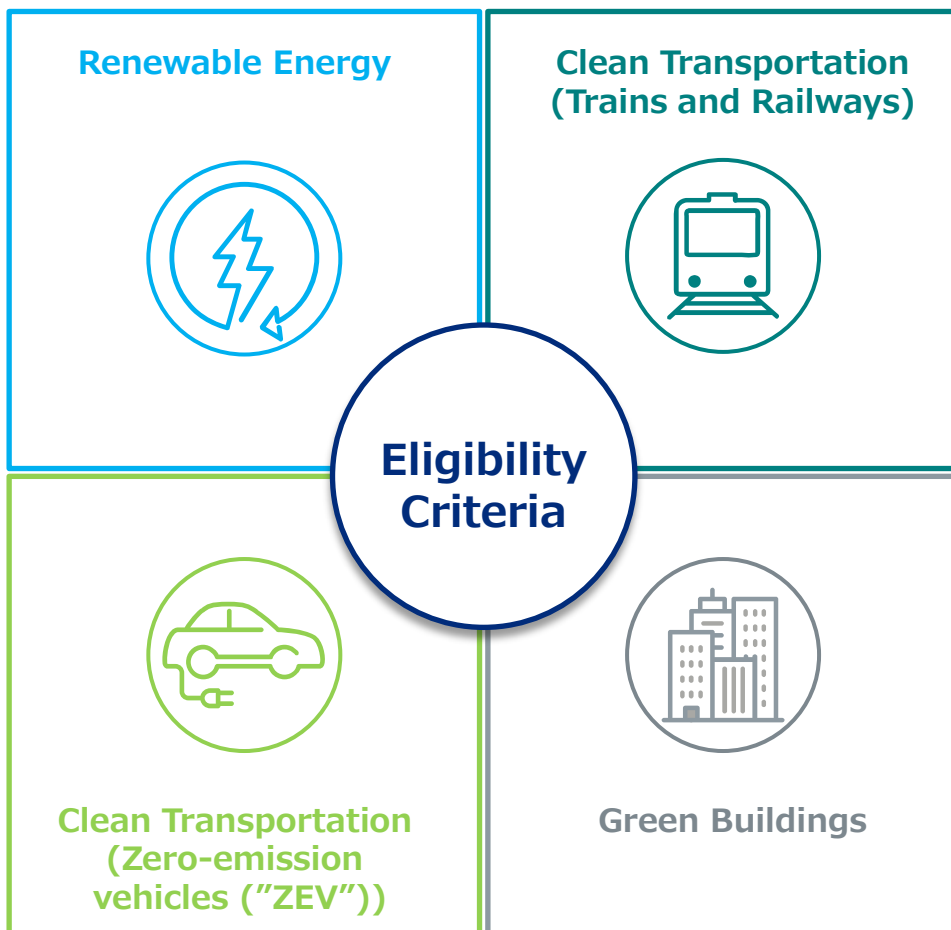 Renewable Energy
Clean Transportation
(Trains and Railways)
Eligibility
Criteria
Clean Transportation
(Zero-emission
vehicles (”ZEV”))
Green Buildings